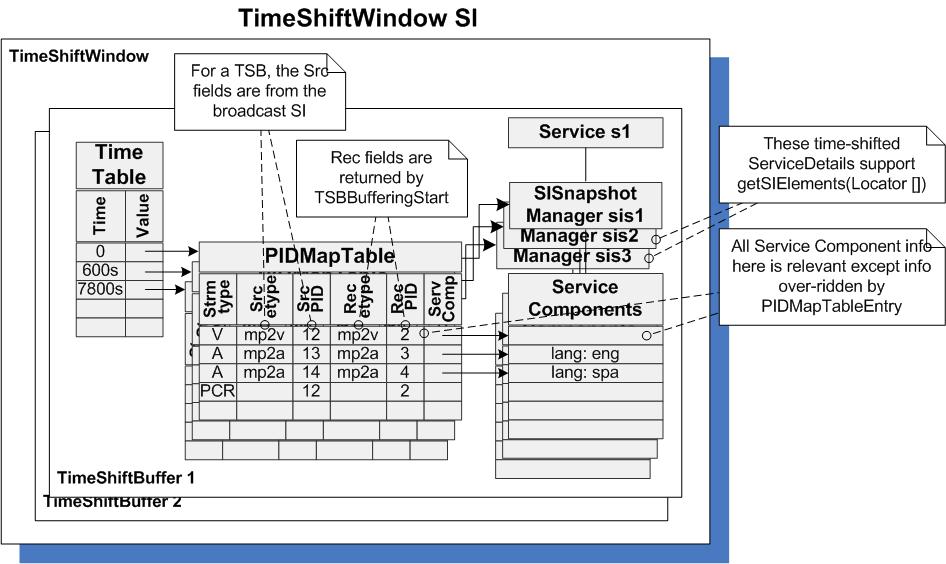 TimeShiftWindow SI
TimeShiftWindow
For a TSB, the Src
fields are from the
broadcast SI
Rec fields are
returned by
TSBBufferingStart
Service s1
These time-shifted
ServiceDetails support
getSIElements(Locator [])
Time
Table
Time
Value
0
600s
7800s
SISnapshot
Manager sis1
Manager sis2
Manager sis3
All Service Component info
here is relevant except info
over-ridden by
PIDMapTableEntry
PIDMapTable
Strm
type
Src
etype
Src
PID
Rec
etype
Rec
PID
Serv
Comp
V mp2v 12 mp2v 2
A mp2a 13 mp2a 3
A mp2a 14 mp2a 4
PCR 12 2
Service
Components
lang: eng
lang: spa
TimeShiftBuffer 1
TimeShiftBuffer 2